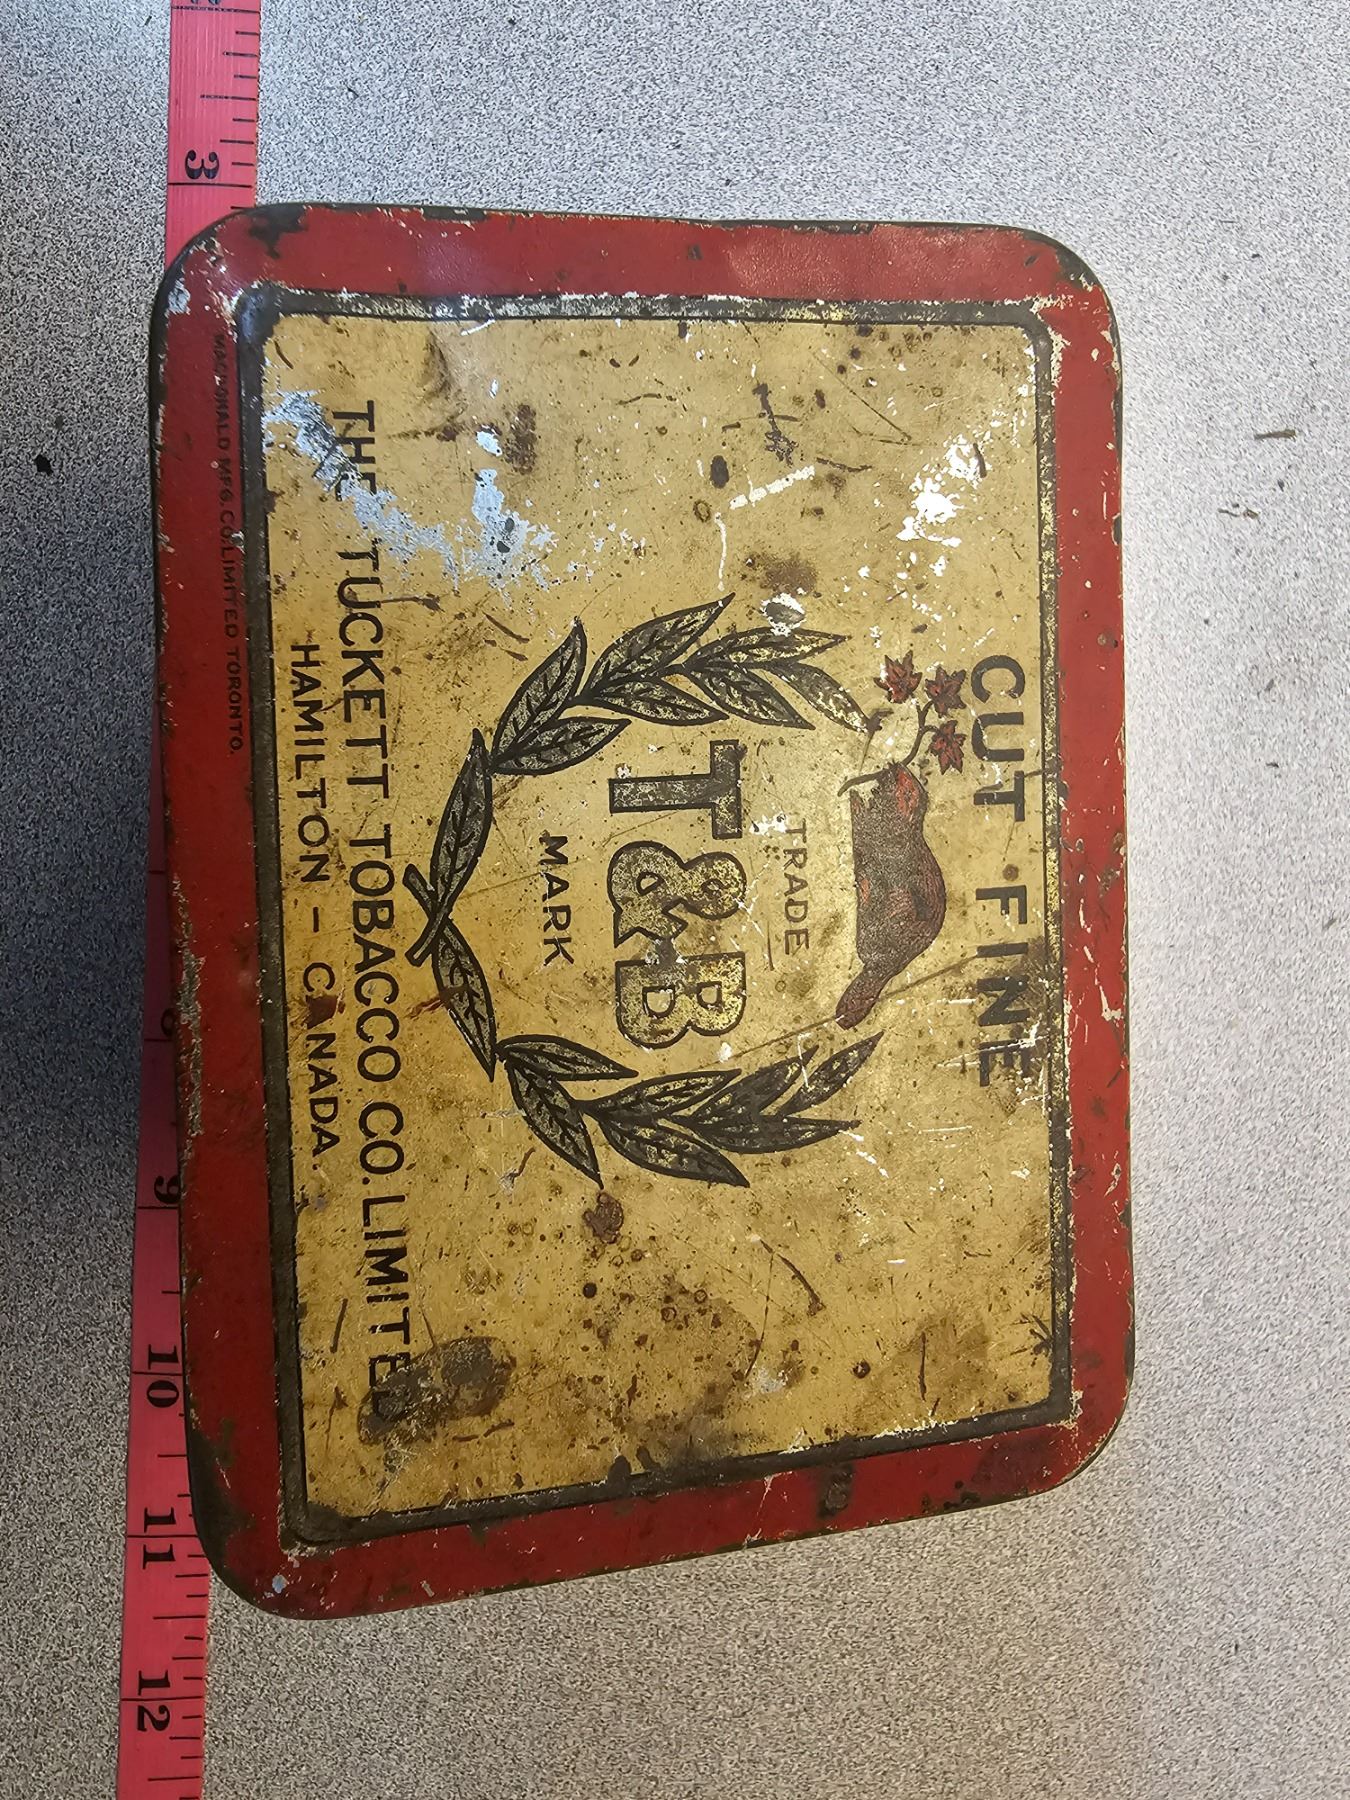 CUT FINE
TRADE
T&B
MARK
THE TUCKETT TOBACCO CO. LIMITED
HAMILTON - CANADA.
MACDONALD MFG. CO. LIMITED TORONTO.
3
8
9
10
11
12